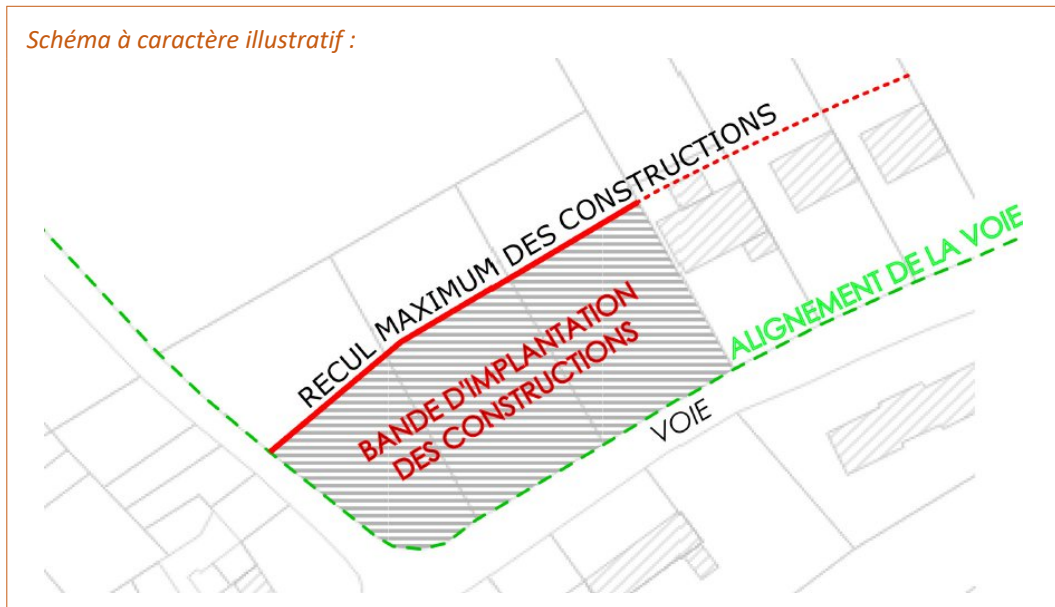 Schéma à caractère illustratif :
RECUL MAXIMUM DES CONSTRUCTIONS
BANDE D'IMPLANTATION
DES CONSTRUCTIONS
ALIGNEMENT DE LA VOIE
VOIE